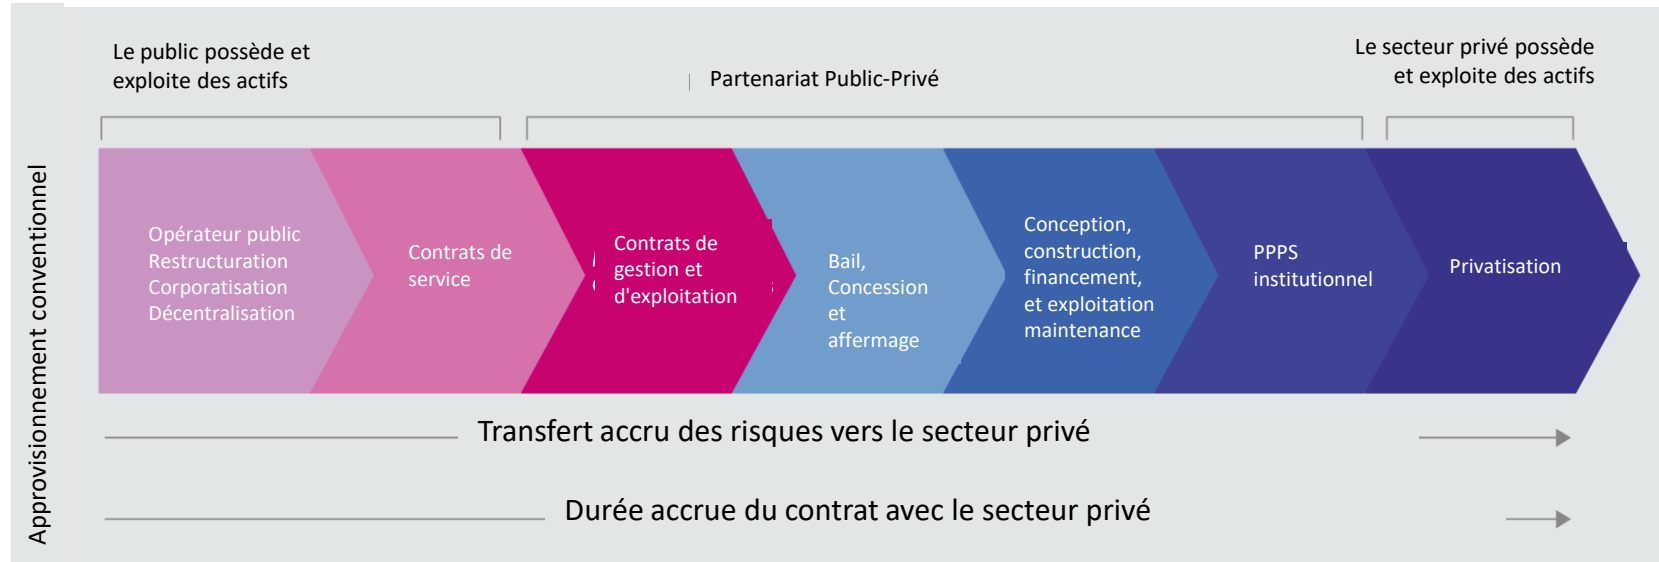 Approvisionnement conventionnel
Le public possède et
exploite des actifs
Partenariat Public-Privé
Le secteur privé possède
et exploite des actifs
Opérateur public
Restructuration
Corporatisation
Décentralisation
Contrats de
service
Contrats de
gestion et
d'exploitation
Bail,
Concession
et
affermage
Conception,
construction,
financement,
et exploitation
maintenance
PPPS
institutionnel
Privatisation
Transfert accru des risques vers le secteur privé
Durée accrue du contrat avec le secteur privé